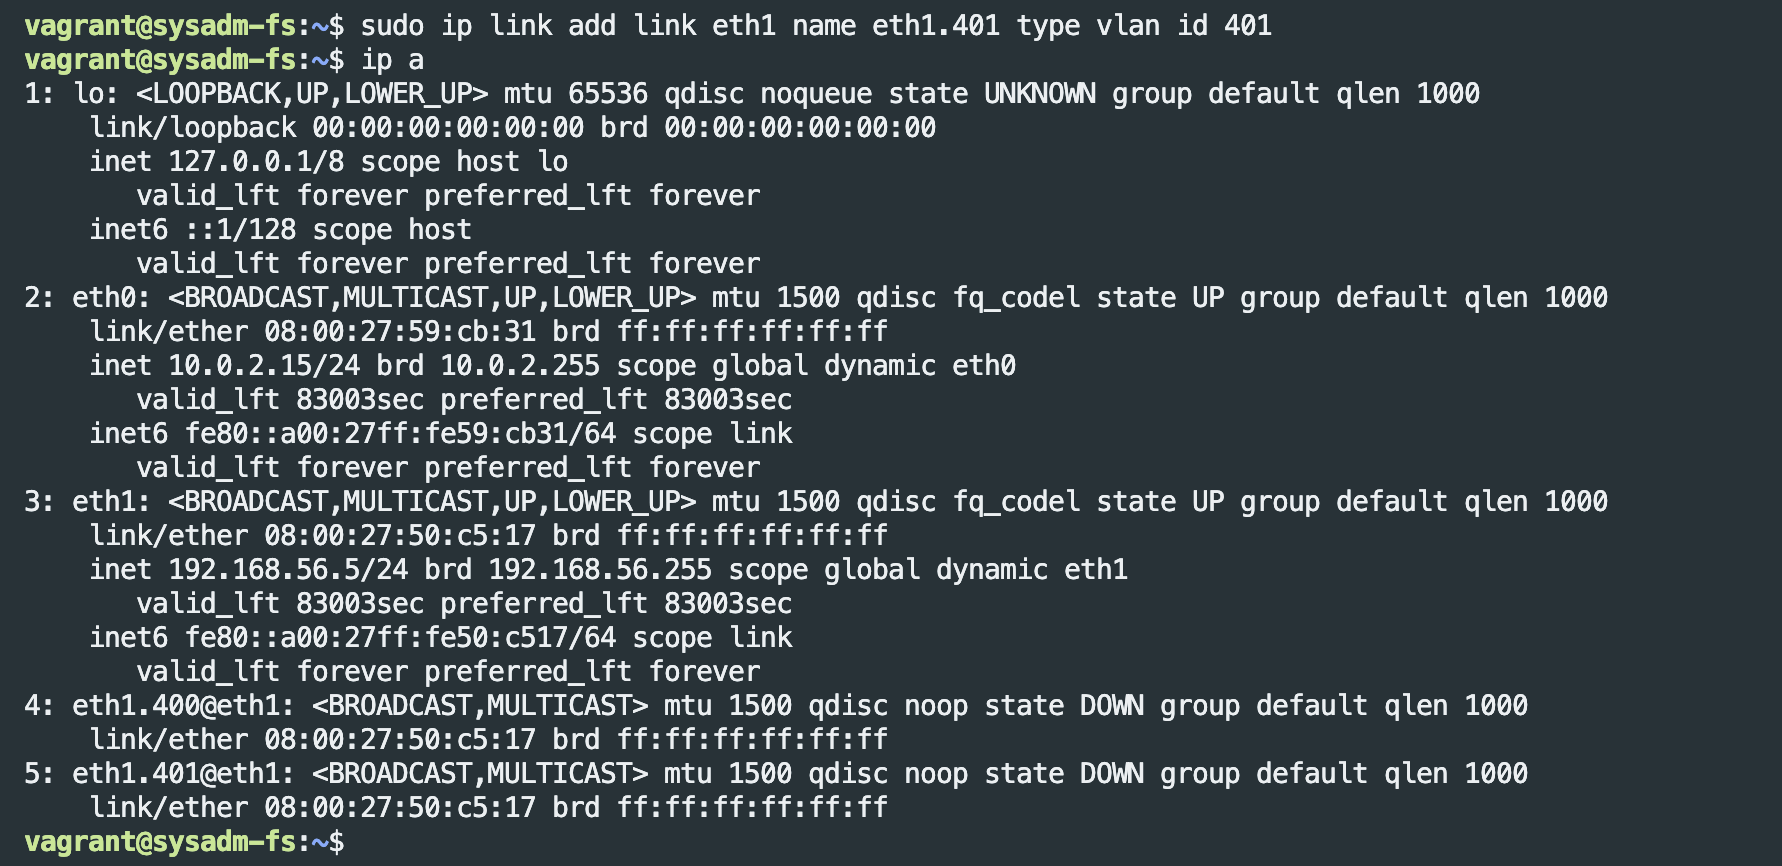 vagrant@sysadm-fs:~$ sudo ip link add link eth1 name eth1.401 type vlan id 401
vagrant@sysadm-fs:~$ ip a
1: lo: <LOOPBACK,UP,LOWER_UP> mtu 65536 qdisc noqueue state UNKNOWN group default qlen 1000
    link/loopback 00:00:00:00:00:00 brd 00:00:00:00:00:00
    inet 127.0.0.1/8 scope host lo
       valid_lft forever preferred_lft forever
    inet6 ::1/128 scope host
       valid_lft forever preferred_lft forever
2: eth0: <BROADCAST,MULTICAST,UP,LOWER_UP> mtu 1500 qdisc fq_codel state UP group default qlen 1000
    link/ether 08:00:27:59:cb:31 brd ff:ff:ff:ff:ff:ff
    inet 10.0.2.15/24 brd 10.0.2.255 scope global dynamic eth0
       valid_lft 83003sec preferred_lft 83003sec
    inet6 fe80::a00:27ff:fe59:cb31/64 scope link
       valid_lft forever preferred_lft forever
3: eth1: <BROADCAST,MULTICAST,UP,LOWER_UP> mtu 1500 qdisc fq_codel state UP group default qlen 1000
    link/ether 08:00:27:50:c5:17 brd ff:ff:ff:ff:ff:ff
    inet 192.168.56.5/24 brd 192.168.56.255 scope global dynamic eth1
       valid_lft 83003sec preferred_lft 83003sec
    inet6 fe80::a00:27ff:fe50:c517/64 scope link
       valid_lft forever preferred_lft forever
4: eth1.400@eth1: <BROADCAST,MULTICAST> mtu 1500 qdisc noop state DOWN group default qlen 1000
    link/ether 08:00:27:50:c5:17 brd ff:ff:ff:ff:ff:ff
5: eth1.401@eth1: <BROADCAST,MULTICAST> mtu 1500 qdisc noop state DOWN group default qlen 1000
    link/ether 08:00:27:50:c5:17 brd ff:ff:ff:ff:ff:ff
vagrant@sysadm-fs:~$